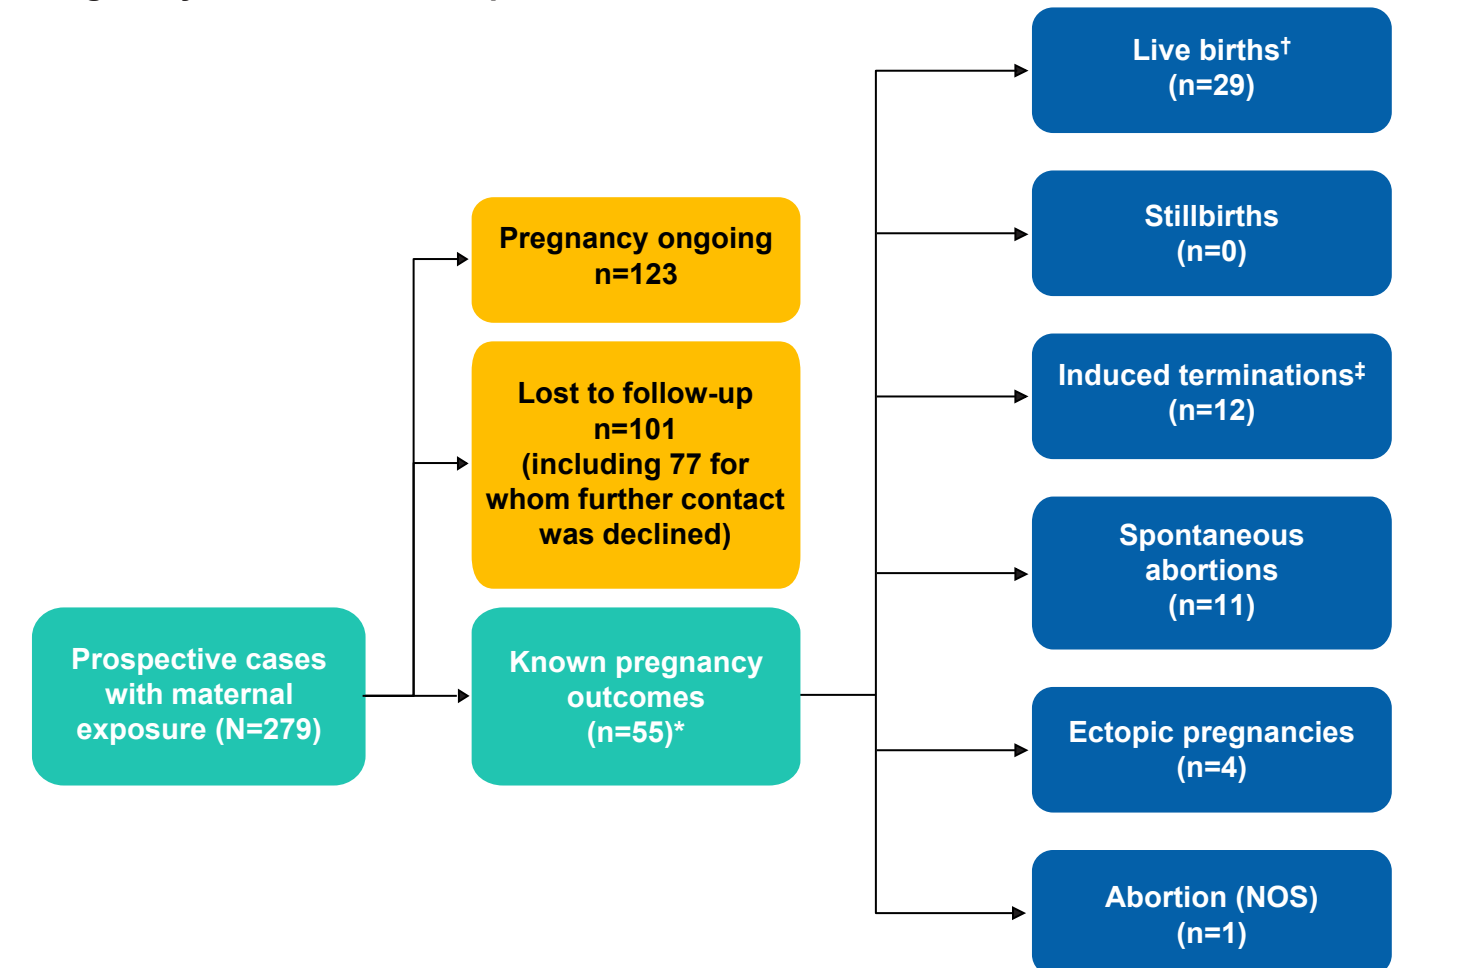 Live births†
(n=29)
Stillbirths
(n=0)
Pregnancy ongoing
n=123
Induced terminations‡
(n=12)
Lost to follow-up
n=101
(including 77 for
whom further contact
was declined)
Spontaneous
abortions
(n=11)
Prospective cases
with maternal
exposure (N=279)
Known pregnancy
outcomes
(n=55)*
Ectopic pregnancies
(n=4)
Abortion (NOS)
(n=1)